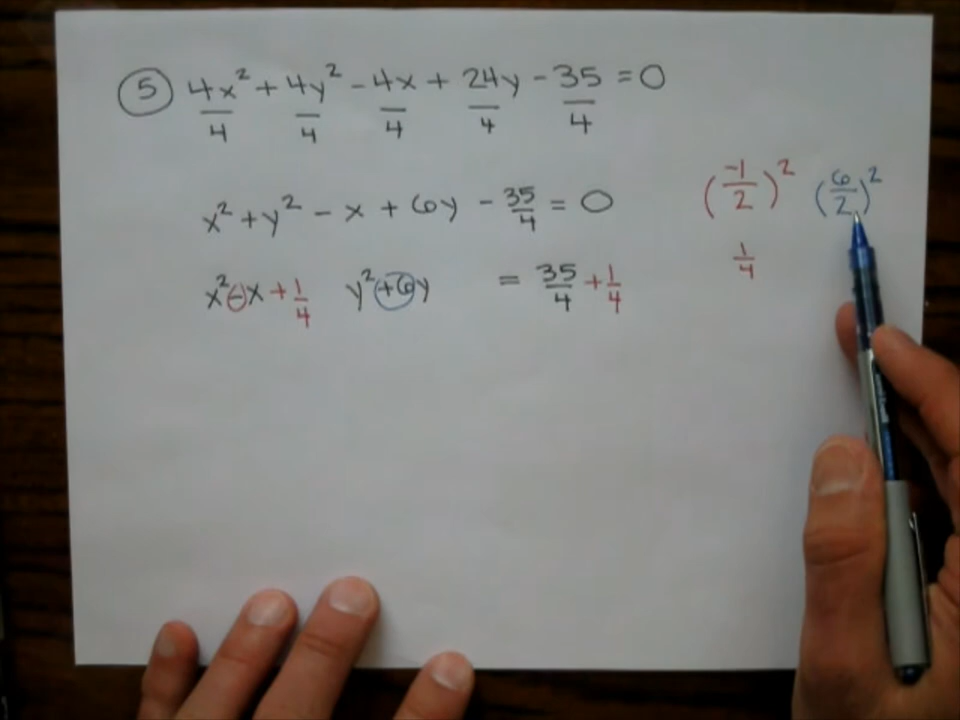 ⑤ 4x²/4 + 4y²/4 - 4x/4 + 24y/4 - 35/4 = 0
x² + y² - x + 6y - 35/4 = 0
(-1/2)² (6/2)²
1/4
x² - x + 1/4 y² + 6y = 35/4 + 1/4